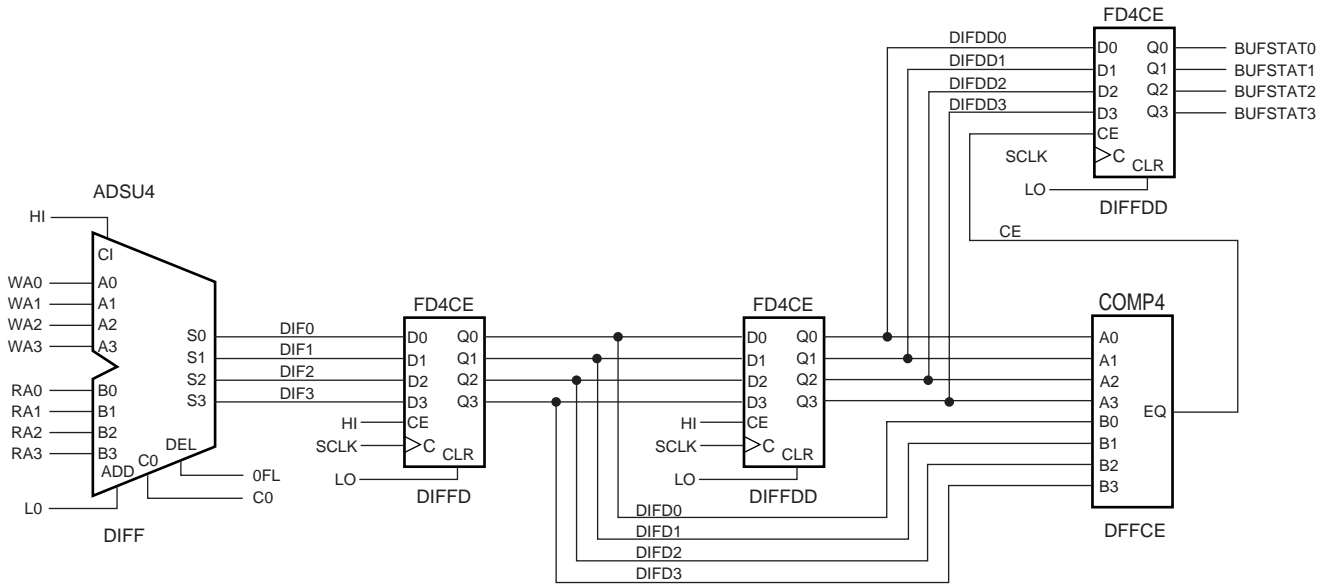 FD4CE
DIFDD0
DIFDD1
DIFDD2
DIFDD3
D0 Q0 BUFSTAT0
D1 Q1 BUFSTAT1
D2 Q2 BUFSTAT2
D3 Q3 BUFSTAT3
CE
SCLK C
CLR
LO
DIFFDD
CE
ADSU4
HI
CI
WA0 A0
WA1 A1
WA2 A2
WA3 A3
RA0 B0
RA1 B1
RA2 B2
RA3 B3
S0 DIF0
S1 DIF1
S2 DIF2
S3 DIF3
DEL
C0
ADD
0FL
C0
L0
DIFF
FD4CE
D0 Q0
D1 Q1
D2 Q2
D3 Q3
HI CE
SCLK C
CLR
LO
DIFFD
FD4CE
D0 Q0
D1 Q1
D2 Q2
D3 Q3
HI CE
SCLK C
CLR
LO
DIFFDD
COMP4
A0
A1
A2
A3
B0
B1
B2
B3
EQ
DFFCE
DIFD0
DIFD1
DIFD2
DIFD3